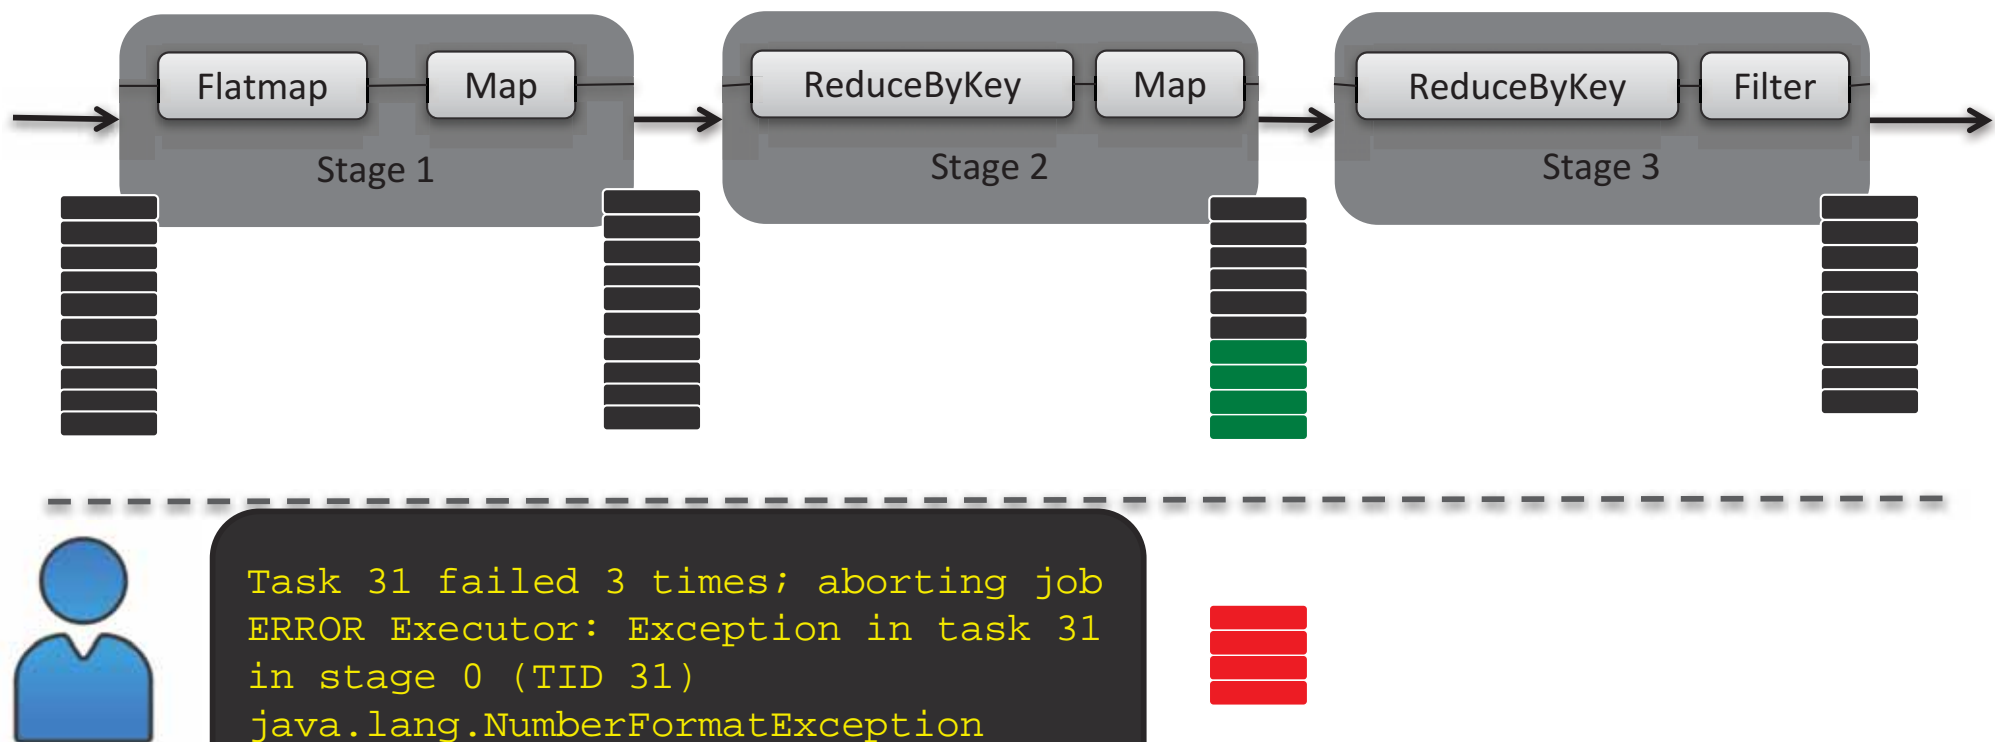 Flatmap
Map
ReduceByKey
Map
ReduceByKey
Filter
Stage 1
Stage 2
Stage 3
Task 31 failed 3 times; aborting job
ERROR Executor: Exception in task 31
in stage 0 (TID 31)
java.lang.NumberFormatException